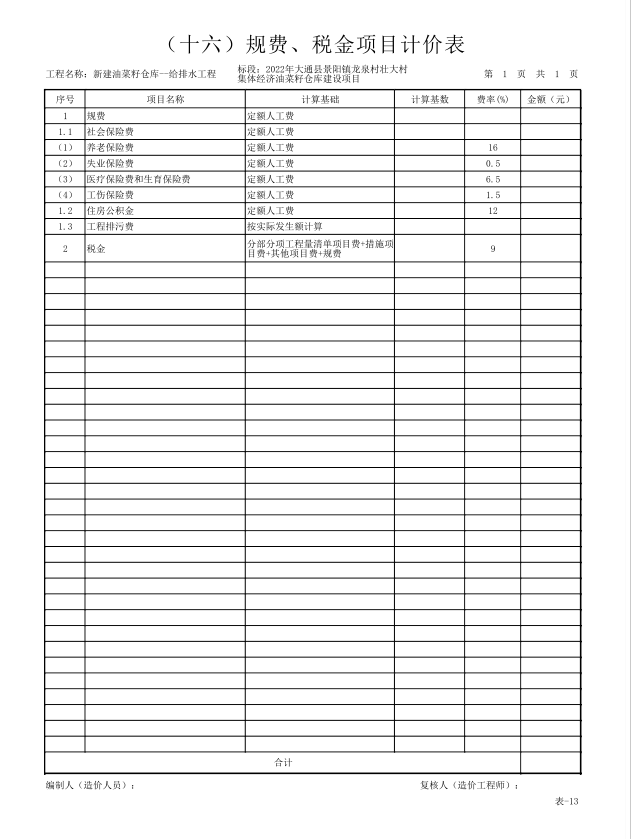 （十六）规费、税金项目计价表
工程名称：新建油菜籽仓库—给排水工程
标段：2022年大通县景阳镇龙泉村壮大村
集体经济油菜籽仓库建设项目
第 1 页 共 1 页
序号 项目名称 计算基础 计算基数 费率(%) 金额（元）
1 规费 定额人工费
1.1 社会保险费 定额人工费
（1） 养老保险费 定额人工费 16
（2） 失业保险费 定额人工费 0.5
（3） 医疗保险费和生育保险费 定额人工费 6.5
（4） 工伤保险费 定额人工费 1.5
1.2 住房公积金 定额人工费 12
1.3 工程排污费 按实际发生额计算
2 税金 分部分项工程量清单项目费+措施项
目费+其他项目费+规费 9
合计
编制人（造价人员）： 复核人（造价工程师）：
表-13